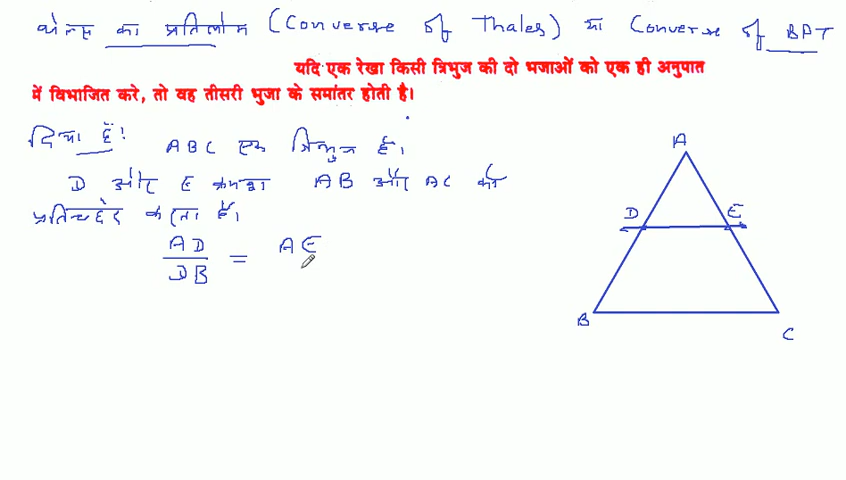 थेल्स का प्रतिलोम (Converse of Thales) या Converse of BPT
यदि एक रेखा किसी त्रिभुज की दो भजाओं को एक ही अनुपात
में विभाजित करे, तो वह तीसरी भुजा के समांतर होती है।
दिया है! ABC एक त्रिभुज है।
D और E क्रमशः AB और AC को
प्रतिच्छेद करता है।
AD/DB = AE
A
D E
B C